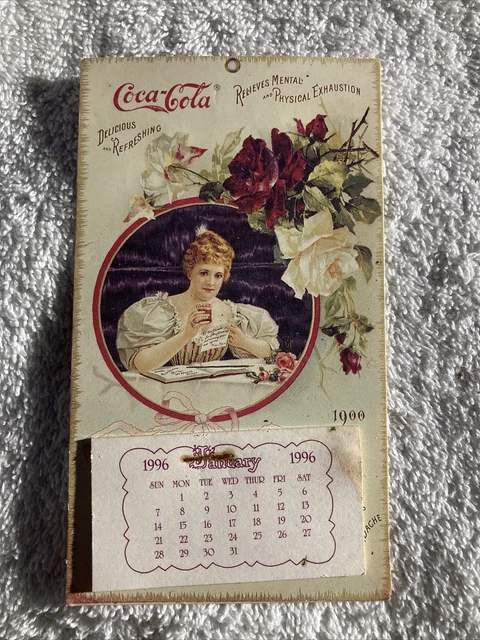 Coca-Cola®
RELIEVES MENTAL
AND PHYSICAL EXHAUSTION
DELICIOUS
AND REFRESHING
1900
1996 January 1996
SUN MON TUE WED THUR FRI SAT
1 2 3 4 5 6
7 8 9 10 11 12 13
14 15 16 17 18 19 20
21 22 23 24 25 26 27
28 29 30 31